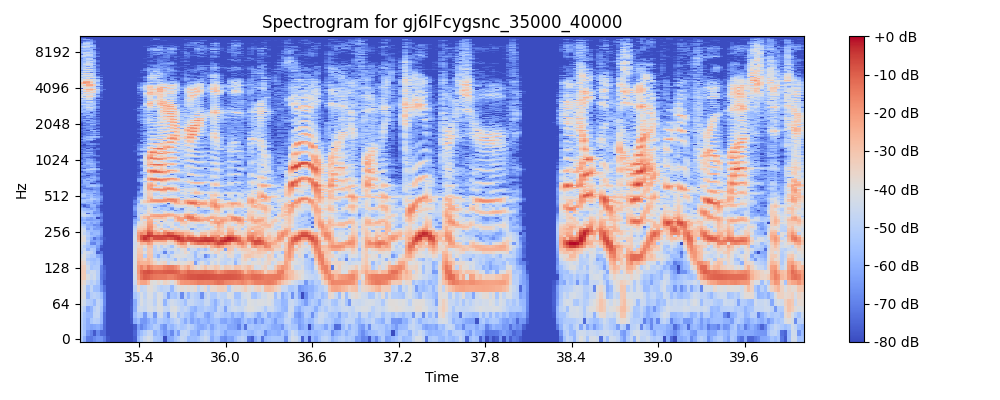 Spectrogram for gj6IFcygsnc_35000_40000
8192
4096
2048
1024
512
256
128
64
0
Hz
35.4 36.0 36.6 37.2 37.8 38.4 39.0 39.6
Time
+0 dB
-10 dB
-20 dB
-30 dB
-40 dB
-50 dB
-60 dB
-70 dB
-80 dB